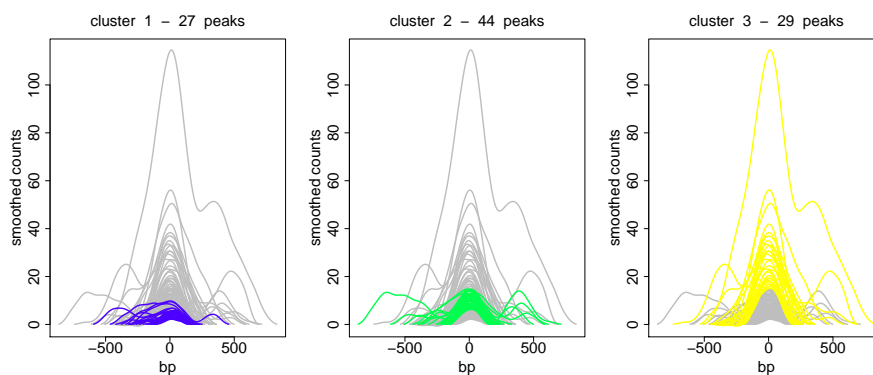 cluster 1 − 27 peaks
smoothed counts
0 20 40 60 80 100
−500 0 500
bp
cluster 2 − 44 peaks
smoothed counts
0 20 40 60 80 100
−500 0 500
bp
cluster 3 − 29 peaks
smoothed counts
0 20 40 60 80 100
−500 0 500
bp